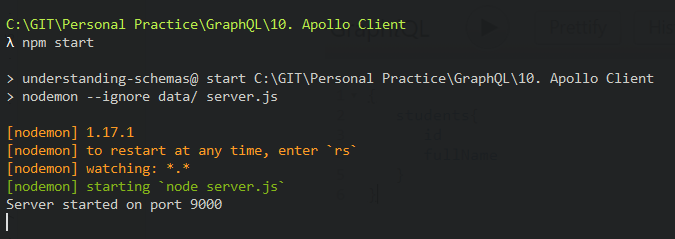 C:\GIT\Personal Practice\GraphQL\10. Apollo Client
λ npm start
> understanding-schemas@ start C:\GIT\Personal Practice\GraphQL\10. Apollo Client
> nodemon --ignore data/ server.js
[nodemon] 1.17.1
[nodemon] to restart at any time, enter `rs`
[nodemon] watching: *.*
[nodemon] starting `node server.js`
Server started on port 9000